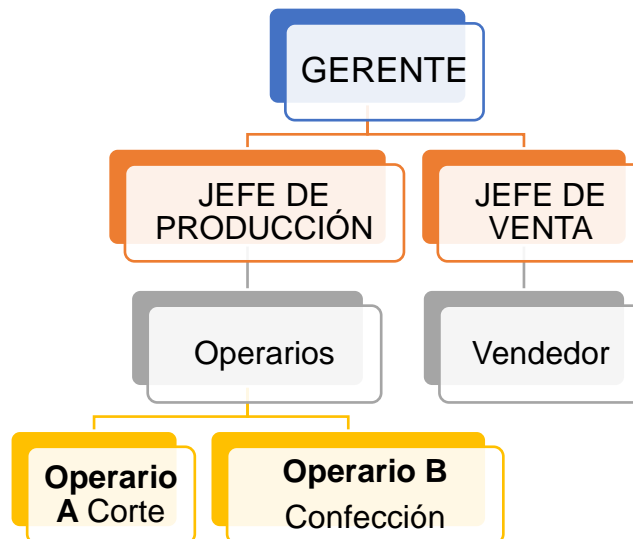 GERENTE
JEFE DE
PRODUCCIÓN
JEFE DE
VENTA
Operarios
Vendedor
Operario
A Corte
Operario B
Confección